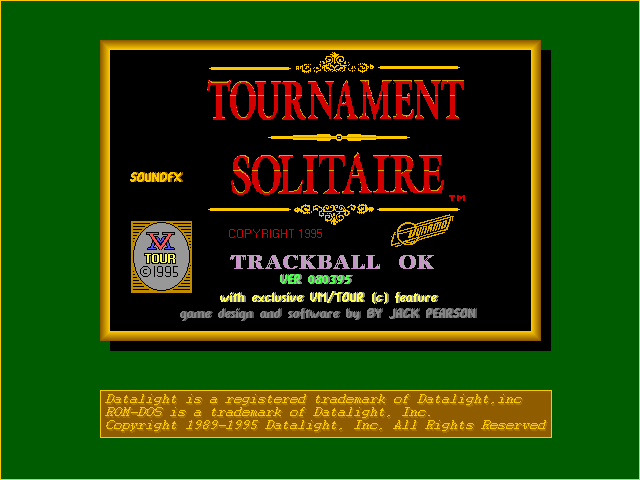 TOURNAMENT
SOLITAIRE
TM
SOUNDFX
COPYRIGHT 1995
DYNAMO
V
TOUR
©1995
TRACKBALL OK
VER 080395
with exclusive VM/TOUR (c) feature
game design and software by BY JACK PEARSON
Datalight is a registered trademark of Datalight,inc
ROM-DOS is a trademark of Datalight, Inc.
Copyright 1989-1995 Datalight, Inc, All Rights Reserved